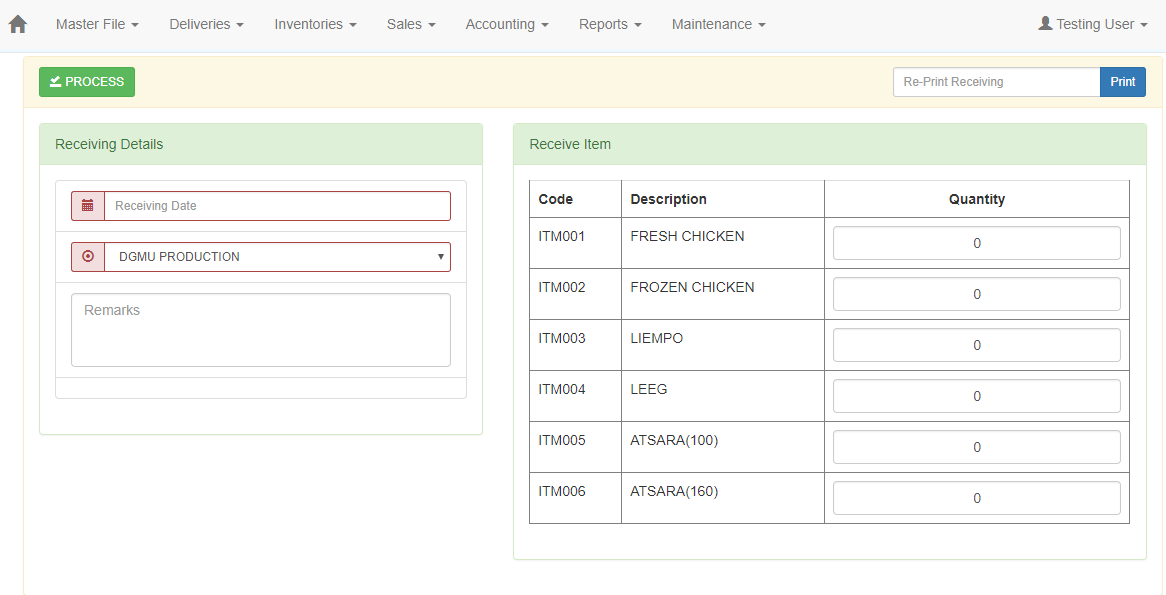 Master File Deliveries Inventories Sales Accounting Reports Maintenance Testing User
PROCESS Re-Print Receiving Print
Receiving Details
Receiving Date
DGMU PRODUCTION
Remarks
Receive Item
Code Description Quantity
ITM001 FRESH CHICKEN 0
ITM002 FROZEN CHICKEN 0
ITM003 LIEMPO 0
ITM004 LEEG 0
ITM005 ATSARA(100) 0
ITM006 ATSARA(160) 0